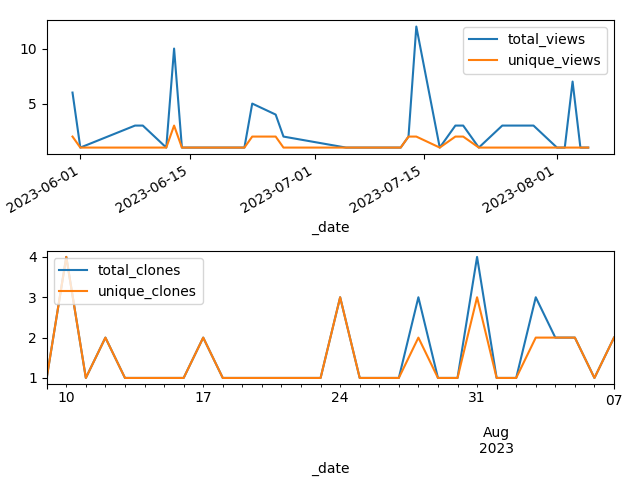 10
5
total_views
unique_views
2023-06-01
2023-06-15
2023-07-01
2023-07-15
2023-08-01
_date
4
3
2
1
total_clones
unique_clones
10
17
24
31
07
Aug
2023
_date